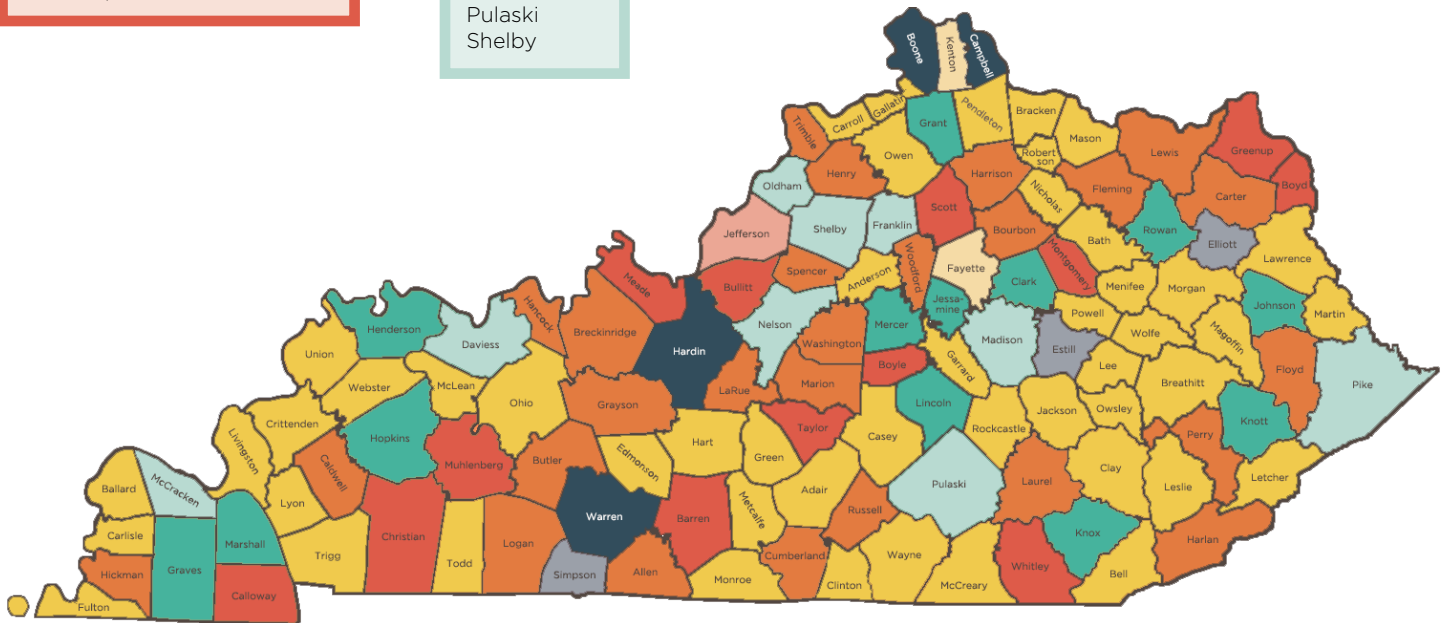 Pulaski
Shelby
Boone
Kenton
Campbell
Gallatin
Carroll
Trimble
Grant
Pendleton
Bracken
Mason
Owen
Robert
son
Lewis
Greenup
Boyd
Henry
Harrison
Oldham
Nicholas
Fleming
Carter
Scott
Jefferson
Shelby
Franklin
Bourbon
Bath
Rowan
Elliott
Lawrence
Montgomery
Woodford
Fayette
Spencer
Anderson
Clark
Menifee
Morgan
Meade
Bullitt
Jessa-
mine
Johnson
Martin
Powell
Hancock
Henderson
Breckinridge
Nelson
Mercer
Daviess
Washington
Madison
Wolfe
Magoffin
Estill
Union
Hardin
Garrard
Lee
Boyle
Floyd
Webster
McLean
LaRue
Marion
Breathitt
Pike
Ohio
Grayson
Lincoln
Jackson
Owsley
Crittenden
Knott
Taylor
Rockcastle
Perry
Hopkins
Hart
Casey
Livingston
Green
Butler
Edmonson
Muhlenberg
Caldwell
Clay
Letcher
Laurel
Pulaski
Leslie
Ballard
McCracken
Adair
Lyon
Metcalfe
Russell
Warren
Barren
Carlisle
Christian
Logan
Marshall
Knox
Harlan
Trigg
Todd
Cumberland
Wayne
Hickman
Graves
Simpson
Allen
Monroe
Clinton
McCreary
Whitley
Bell
Calloway
Fulton